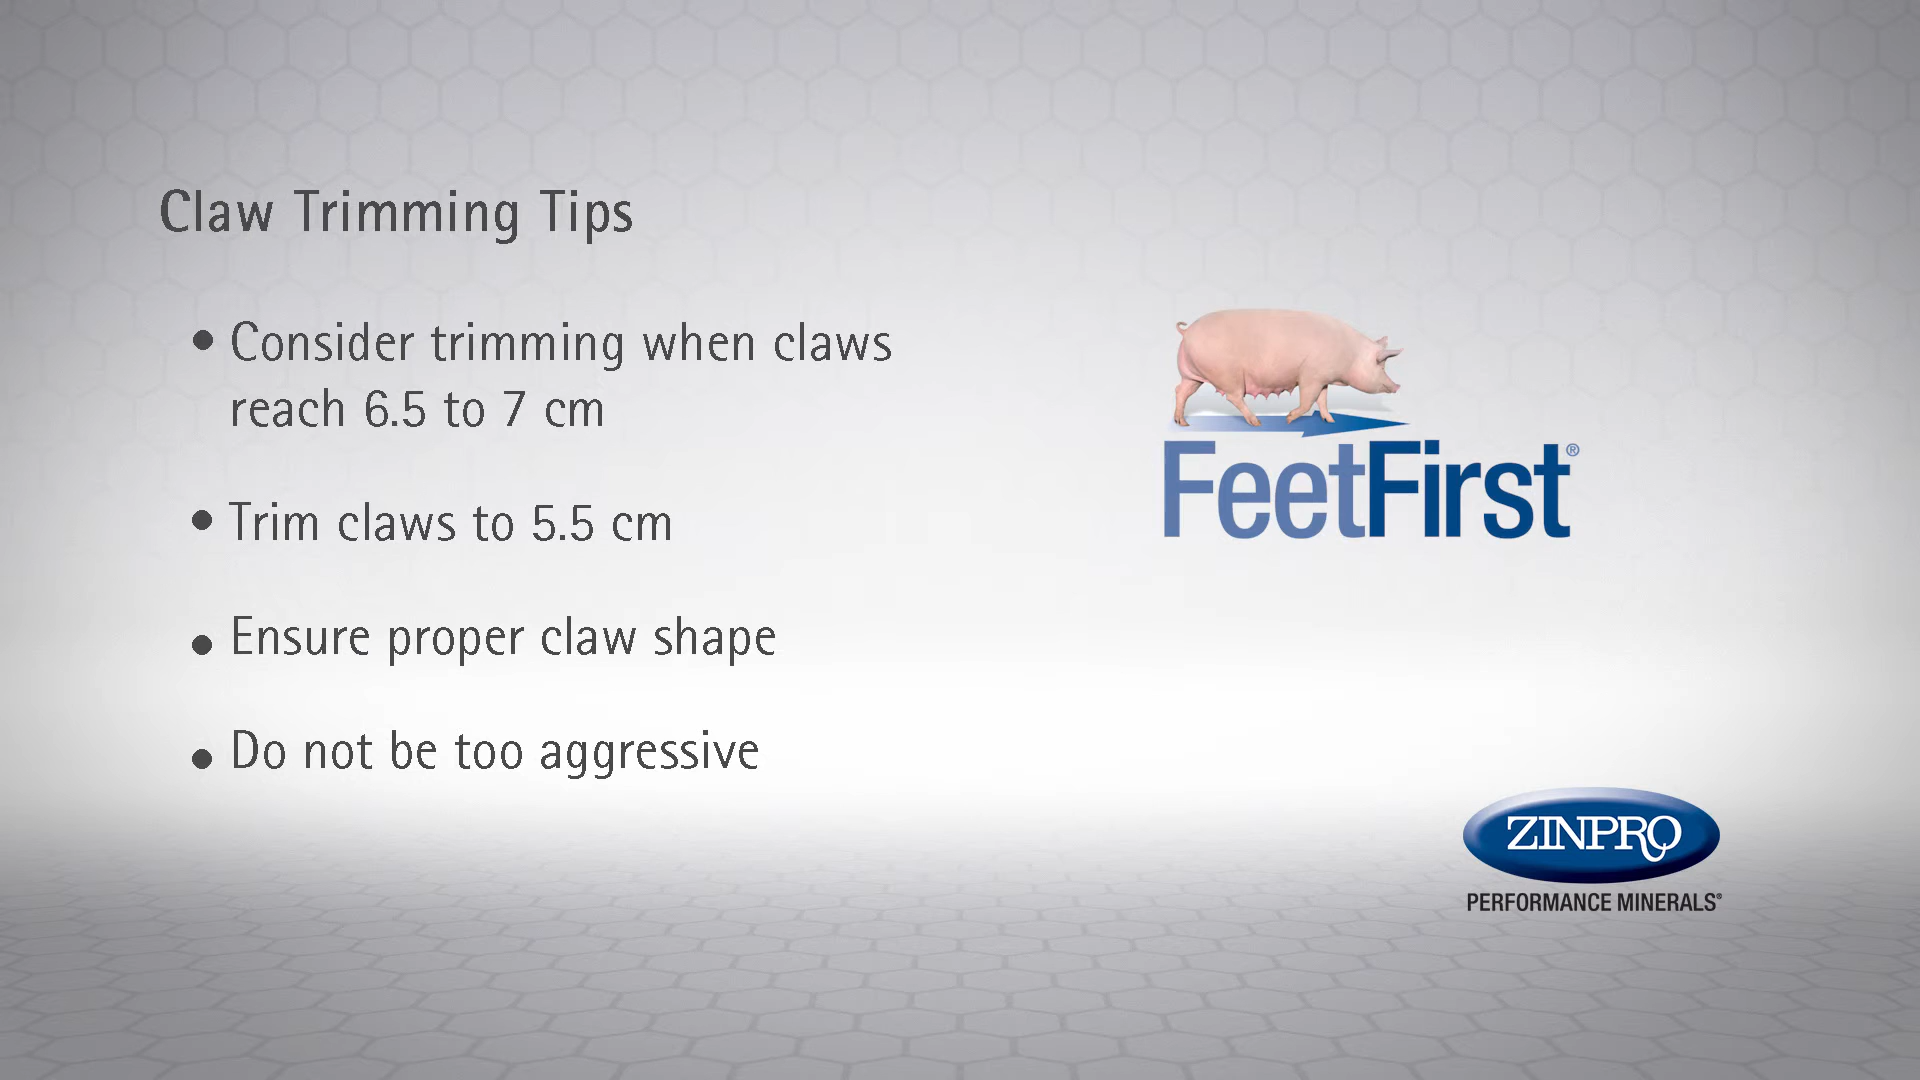 Claw Trimming Tips
• Consider trimming when claws
reach 6.5 to 7 cm
• Trim claws to 5.5 cm
• Ensure proper claw shape
• Do not be too aggressive
FeetFirst®
ZINPRO
PERFORMANCE MINERALS®